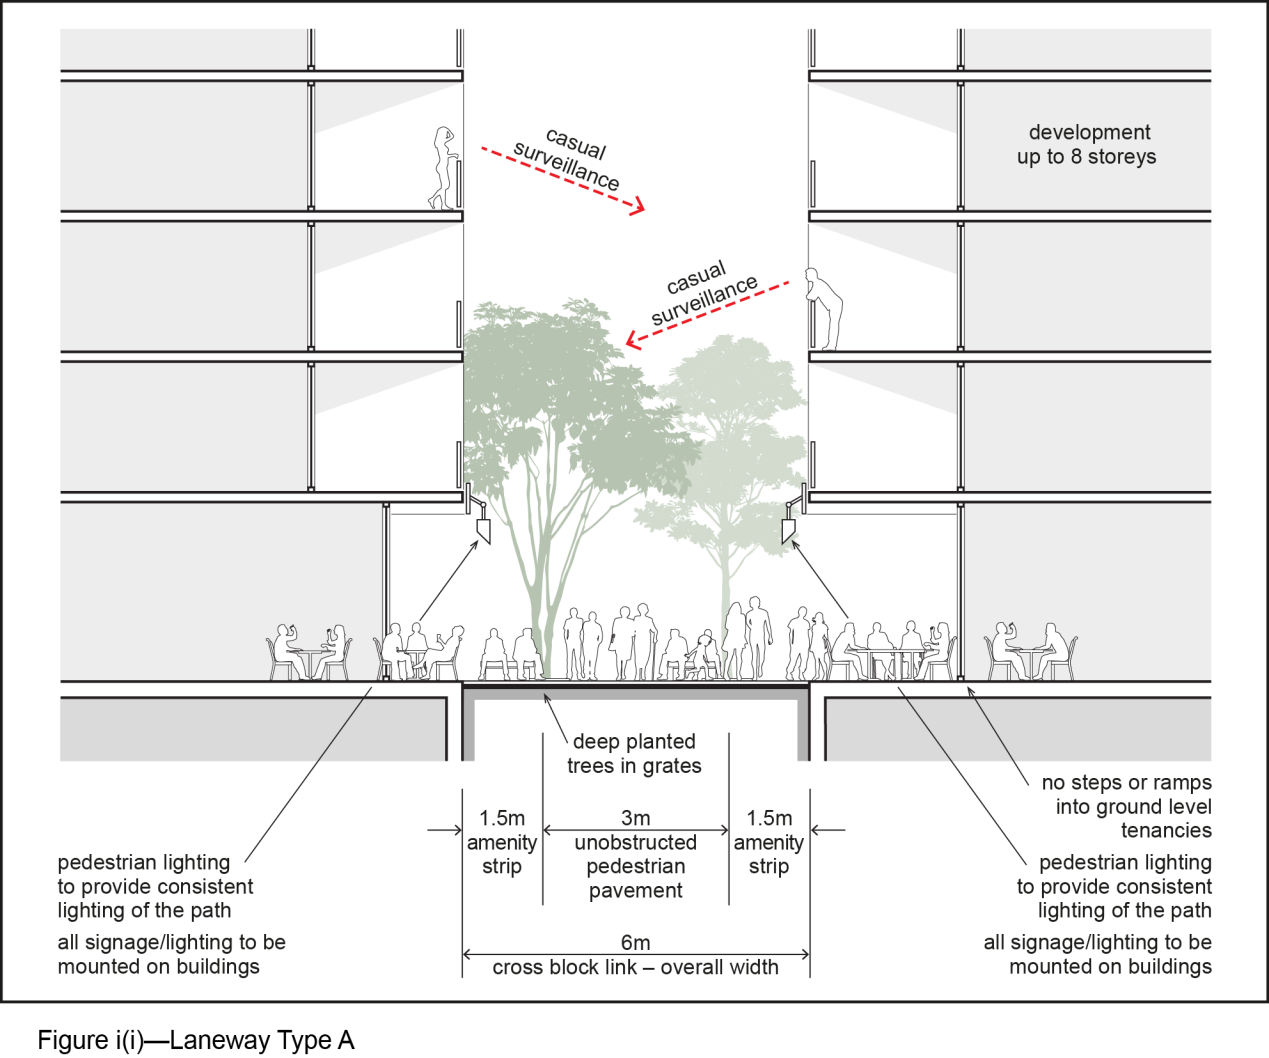 casual
surveillance
development
up to 8 storeys
casual
surveillance
deep planted
trees in grates
1.5m
amenity
strip
3m
unobstructed
pedestrian
pavement
1.5m
amenity
strip
6m
cross block link – overall width
pedestrian lighting
to provide consistent
lighting of the path
all signage/lighting to be
mounted on buildings
no steps or ramps
into ground level
tenancies
pedestrian lighting
to provide consistent
lighting of the path
all signage/lighting to be
mounted on buildings
Figure i(i)—Laneway Type A